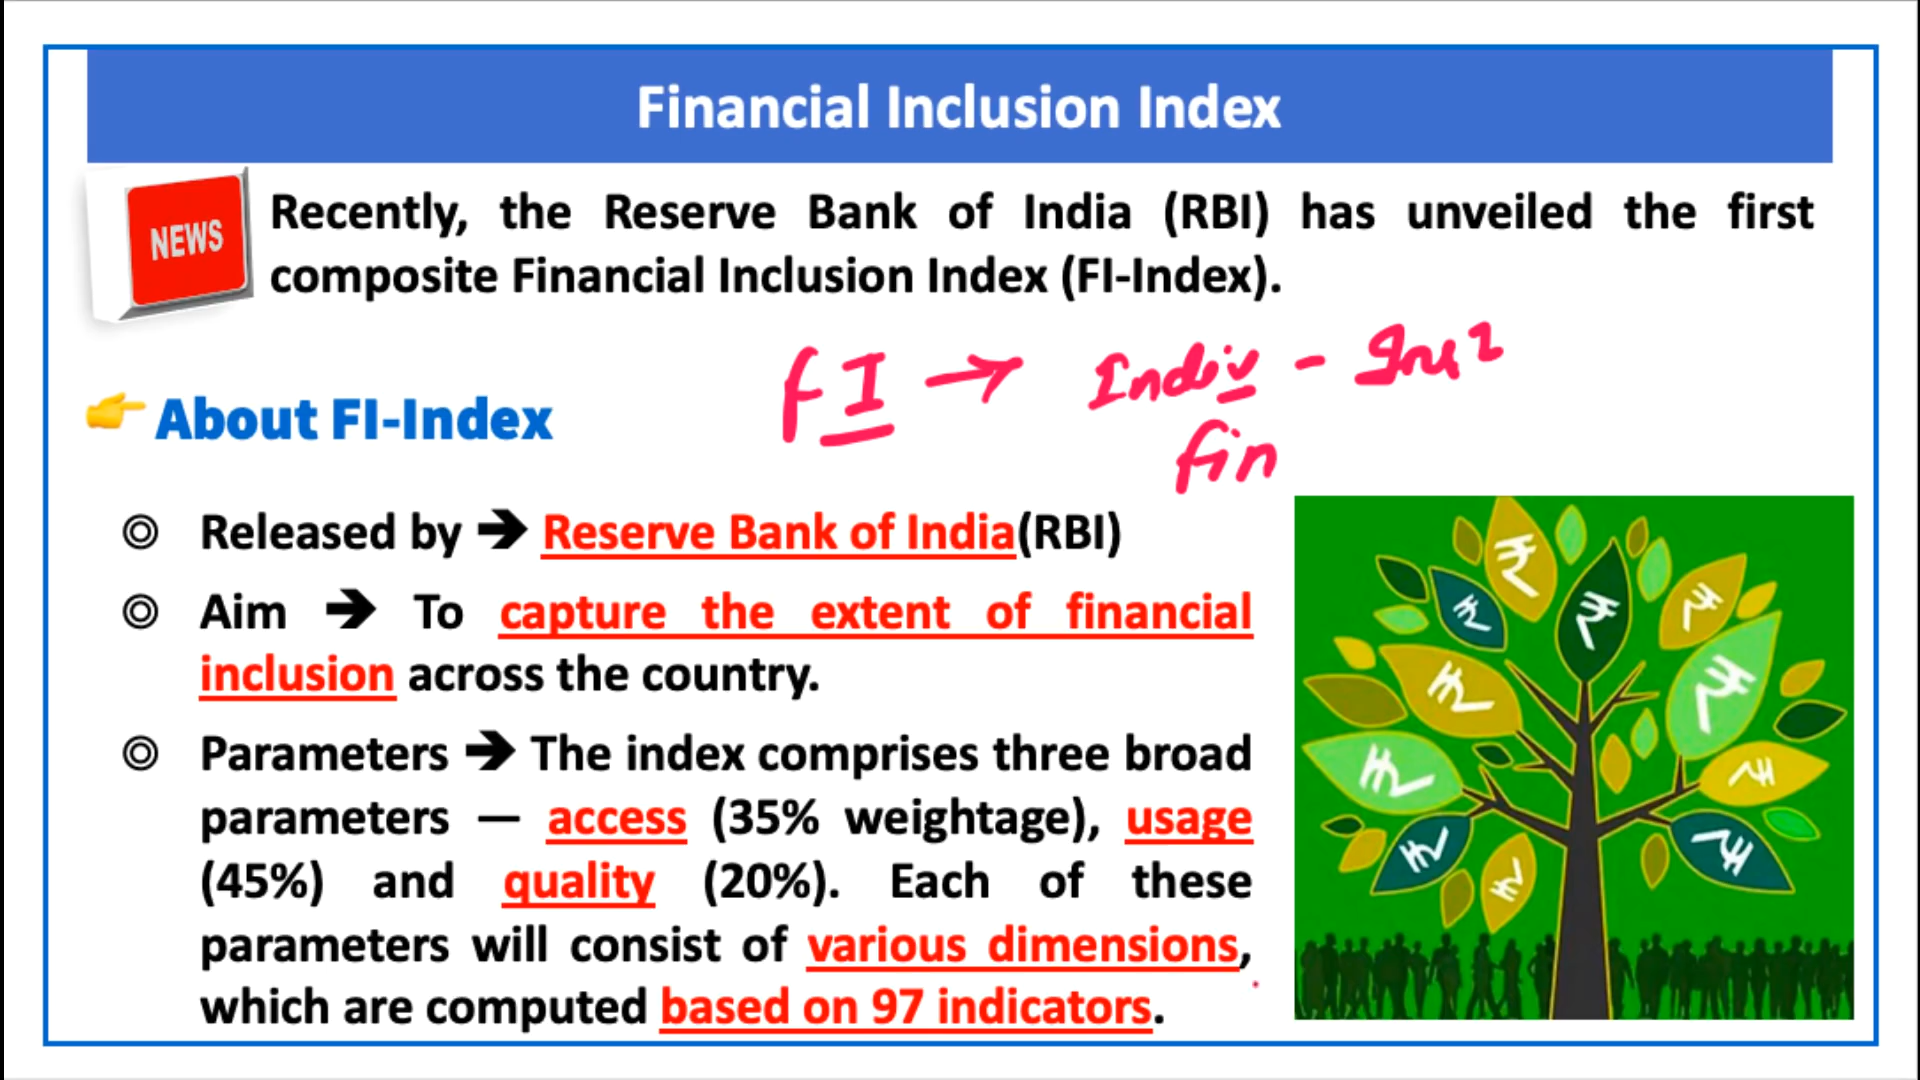 Financial Inclusion Index
NEWS
Recently, the Reserve Bank of India (RBI) has unveiled the first
composite Financial Inclusion Index (FI-Index).
FI → Indiv -
fin
About FI-Index
◎ Released by ➔ Reserve Bank of India(RBI)
◎ Aim ➔ To capture the extent of financial
inclusion across the country.
◎ Parameters ➔ The index comprises three broad
parameters — access (35% weightage), usage
(45%) and quality (20%). Each of these
parameters will consist of various dimensions,
which are computed based on 97 indicators.